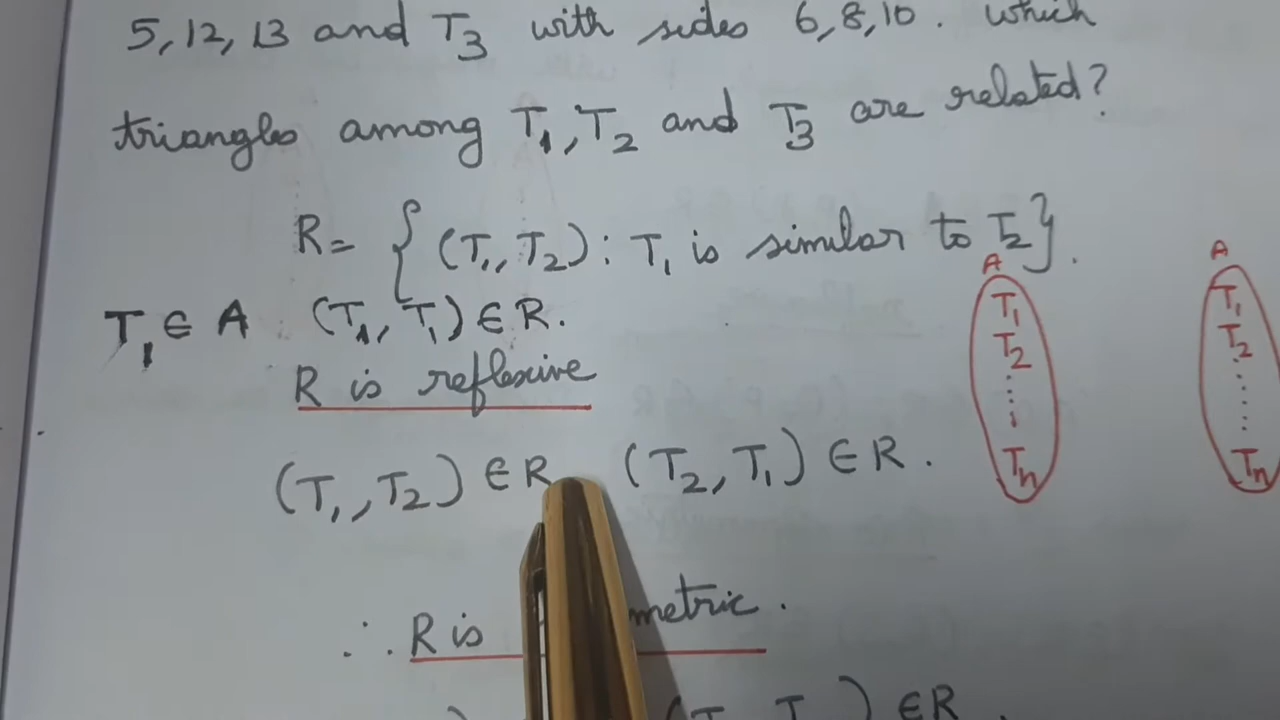 5, 12, 13 and T₃ with sides 6, 8, 10. Which
triangles among T₁, T₂ and T₃ are related?
R = { (T₁, T₂) : T₁ is similar to T₂ }.
T₁ ∈ A (T₁, T₁) ∈ R.
R is reflexive
(T₁, T₂) ∈ R (T₂, T₁) ∈ R.
∴ R is metric.
) ∈ R
A
T₁
T₂
Tn
A
T₁
T₂
Tn